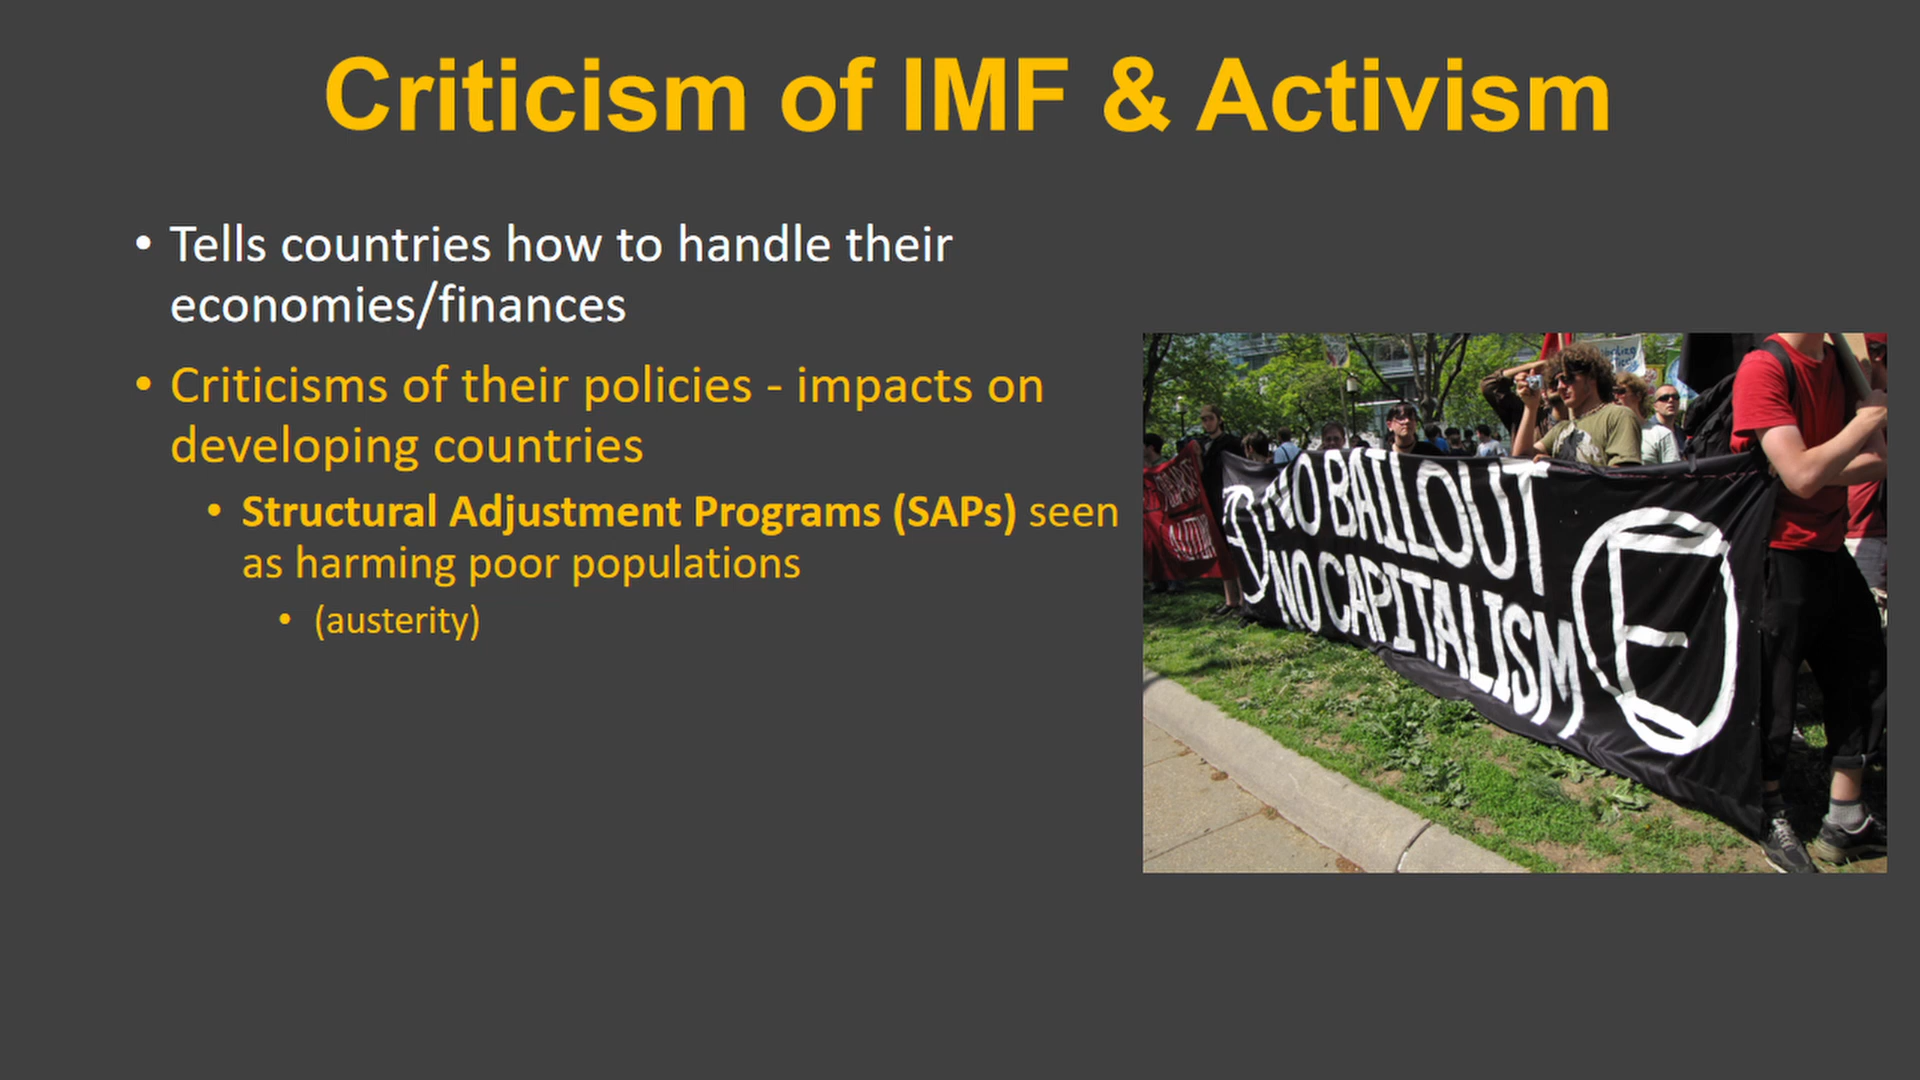 Criticism of IMF & Activism
• Tells countries how to handle their
economies/finances
• Criticisms of their policies - impacts on
developing countries
• Structural Adjustment Programs (SAPs) seen
as harming poor populations
• (austerity)
NO BAILOUT
NO CAPITALISM
E